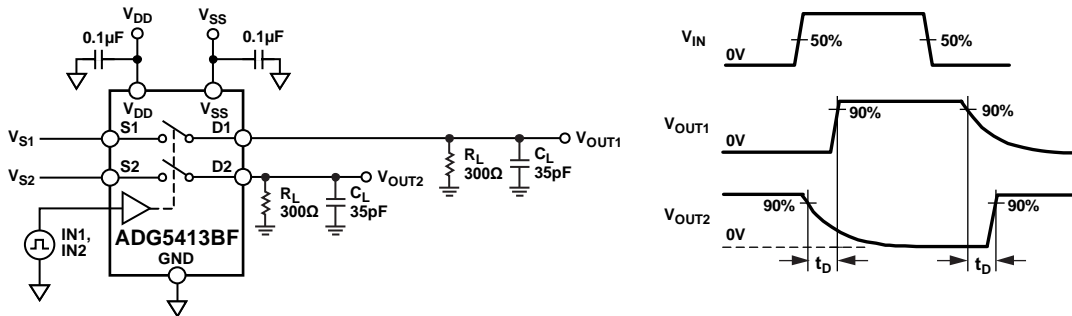 VDD
VSS
0.1µF
0.1µF
VDD
VSS
VS1
S1
D1
VOUT1
RL
300Ω
CL
35pF
VS2
S2
D2
VOUT2
RL
300Ω
CL
35pF
IN1,
IN2
ADG5413BF
GND
VIN
0V
50%
50%
VOUT1
0V
90%
90%
VOUT2
0V
90%
90%
tD
tD